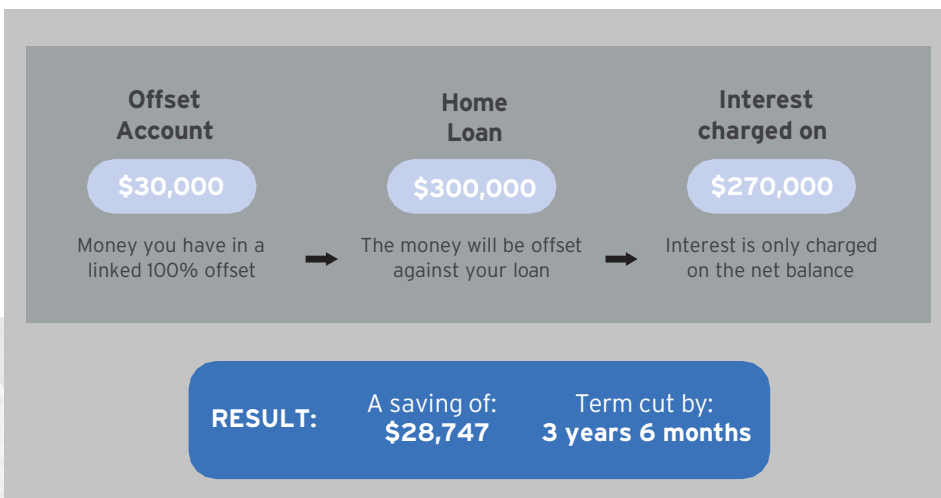 Offset
Account
$30,000
Money you have in a
linked 100% offset
Home
Loan
$300,000
The money will be offset
against your loan
Interest
charged on
$270,000
Interest is only charged
on the net balance
RESULT:
A saving of:
$28,747
Term cut by:
3 years 6 months